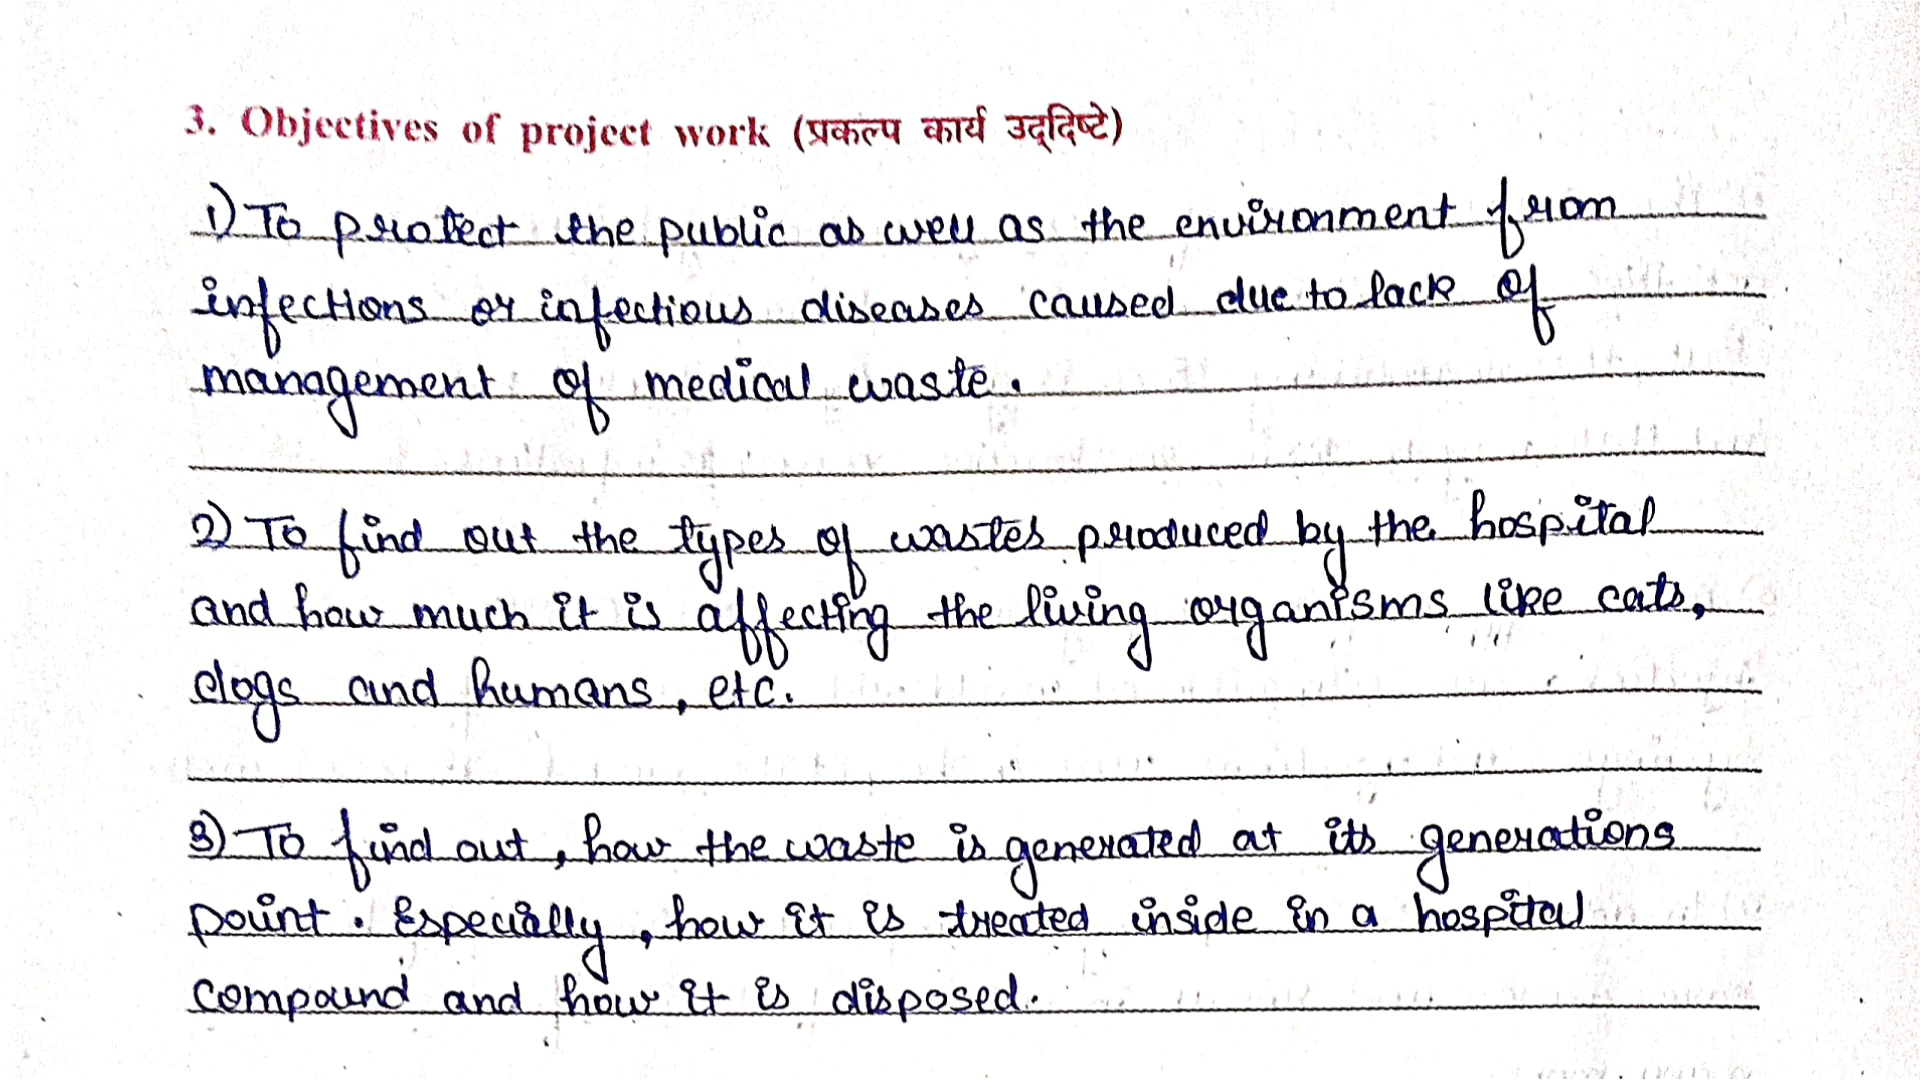 3. Objectives of project work (प्रकल्प कार्य उद्‌दिष्टे)
1) To protect the public as well as the environment from
infections or infectious diseases caused due to lack of
management of medical waste.
2) To find out the types of wastes produced by the hospital
and how much it is affecting the living organisms like cats,
dogs and humans, etc.
3) To find out, how the waste is generated at its generations
point. Especially, how it is treated inside in a hospital
compound and how it is disposed.